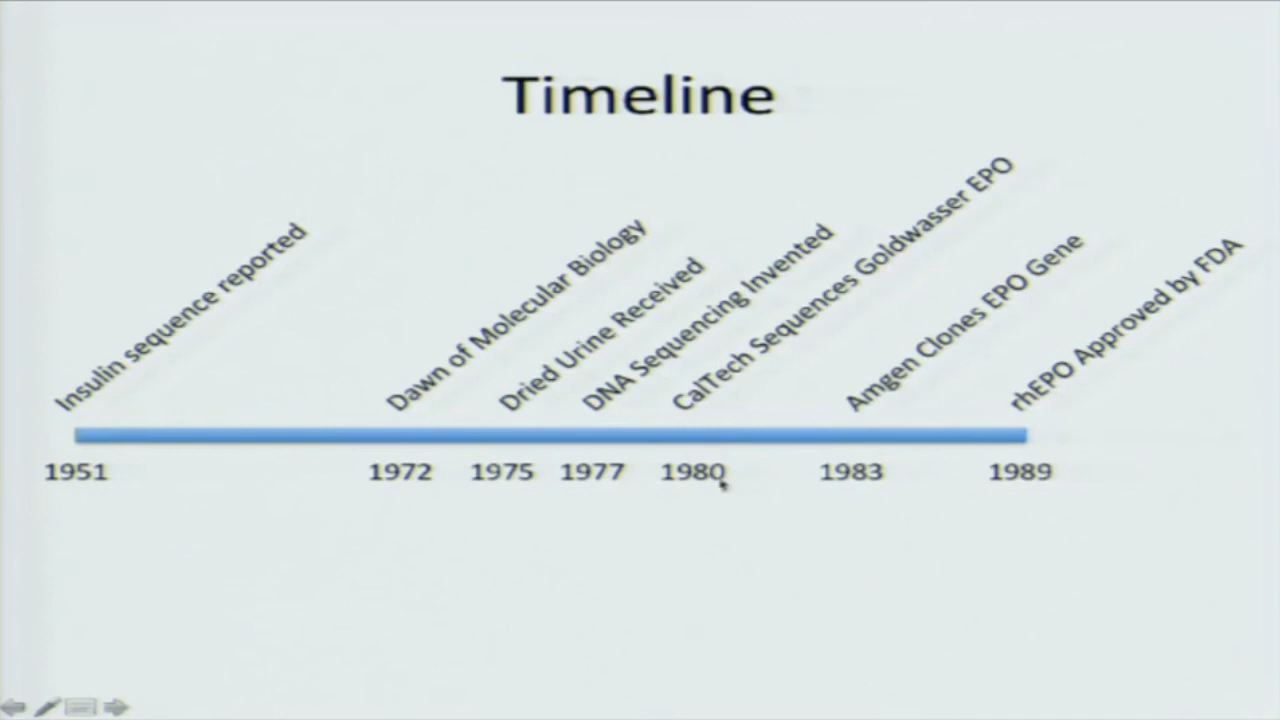 Timeline
Insulin sequence reported
Dawn of Molecular Biology
Dried Urine Received
DNA Sequencing Invented
CalTech Sequences Goldwasser EPO
Amgen Clones EPO Gene
rhEPO Approved by FDA
1951
1972
1975
1977
1980
1983
1989